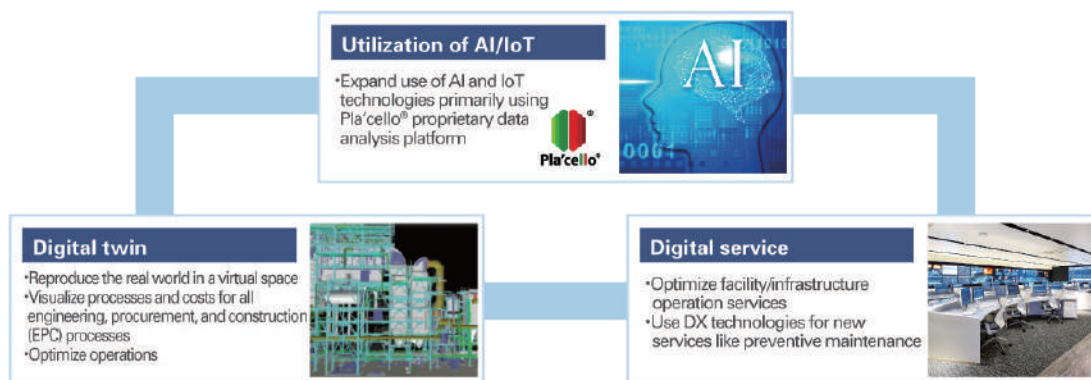 Utilization of AI/IoT
•Expand use of AI and IoT
technologies primarily using
Pla'cello® proprietary data
analysis platform
®
Pla'cello®
AI
0001
Digital twin
•Reproduce the real world in a virtual space
•Visualize processes and costs for all
engineering, procurement, and construction
(EPC) processes
•Optimize operations
Digital service
•Optimize facility/infrastructure
operation services
•Use DX technologies for new
services like preventive maintenance